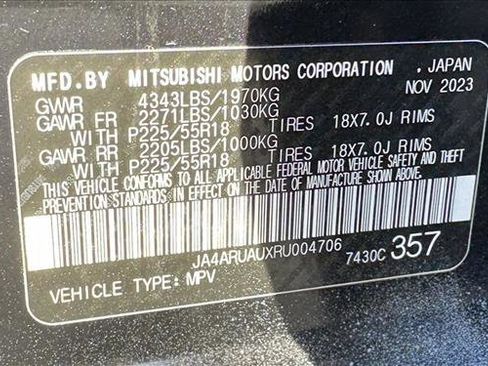 MFD.BY MITSUBISHI MOTORS CORPORATION , JAPAN
NOV 2023
GVWR 4343LBS/1970KG
GAWR FR 2271LBS/1030KG
WITH P225/55R18 TIRES 18X7.0J RIMS
GAWR RR 2205LBS/1000KG
WITH P225/55R18 TIRES 18X7.0J RIMS
THIS VEHICLE CONFORMS TO ALL APPLICABLE FEDERAL MOTOR VEHICLE SAFETY AND THEFT
PREVENTION STANDARDS IN EFFECT ON THE DATE OF MANUFACTURE SHOWN ABOVE.
JA4ARUAUXRU004706
7430C 357
VEHICLE TYPE: MPV